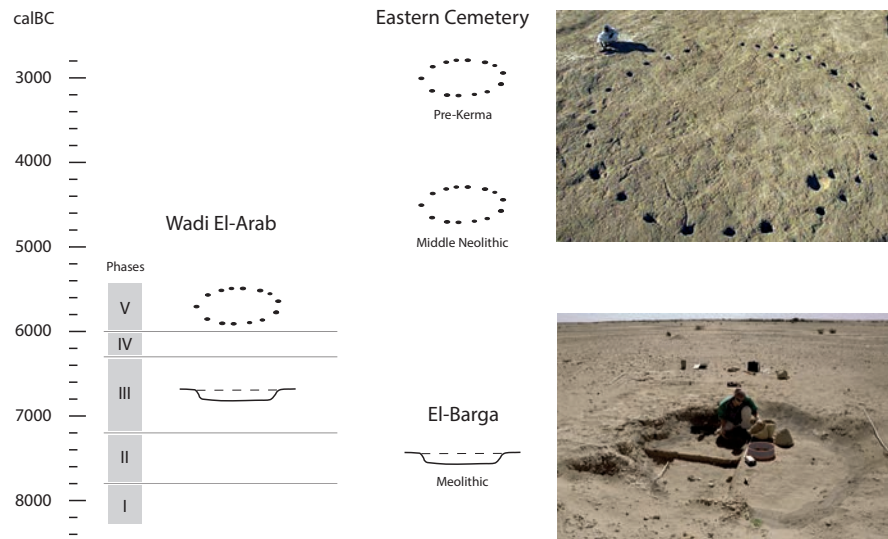 calBC
Eastern Cemetery
3000
Pre-Kerma
4000
Wadi El-Arab
Middle Neolithic
5000
Phases
V
6000
IV
III
7000
El-Barga
II
Meolithic
8000
I